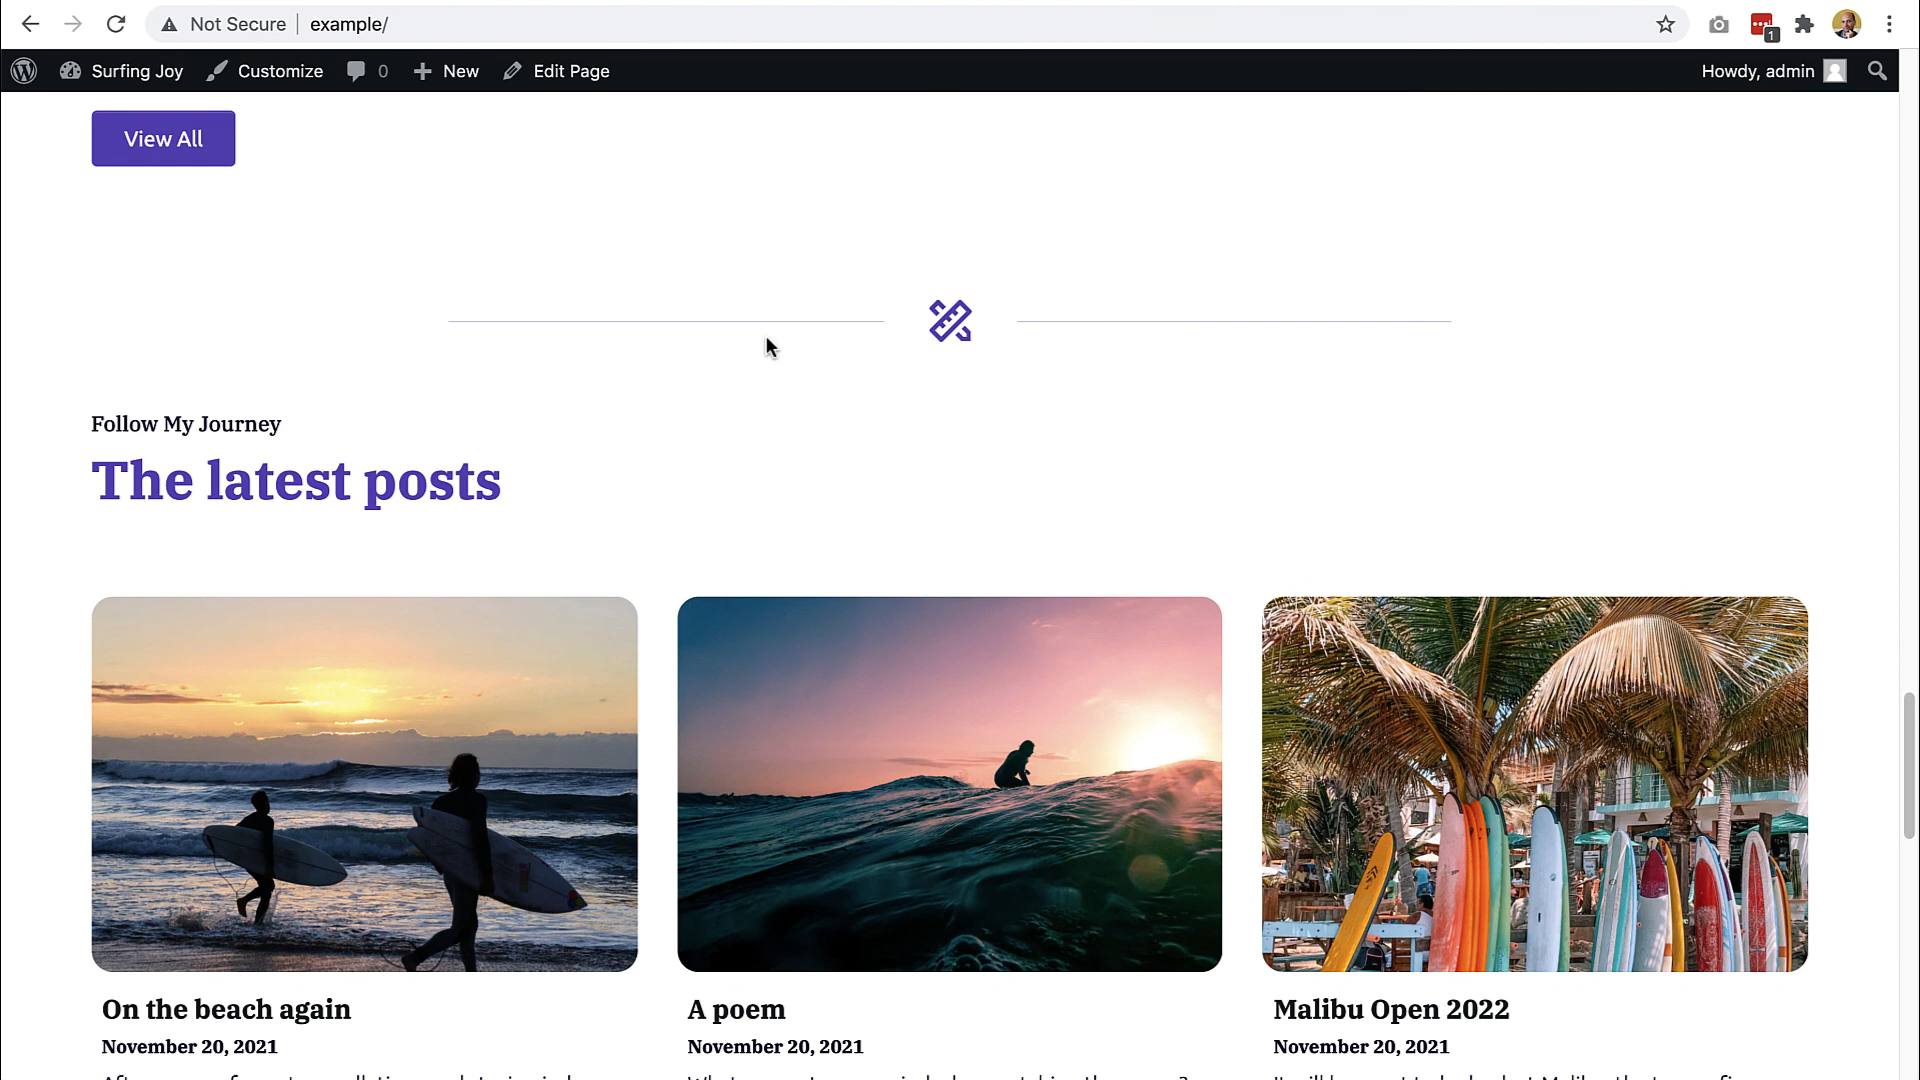 Not Secure example/
1
Surfing Joy Customize 0 New Edit Page Howdy, admin
View All
Follow My Journey
The latest posts
On the beach again
November 20, 2021
A poem
November 20, 2021
Malibu Open 2022
November 20, 2021